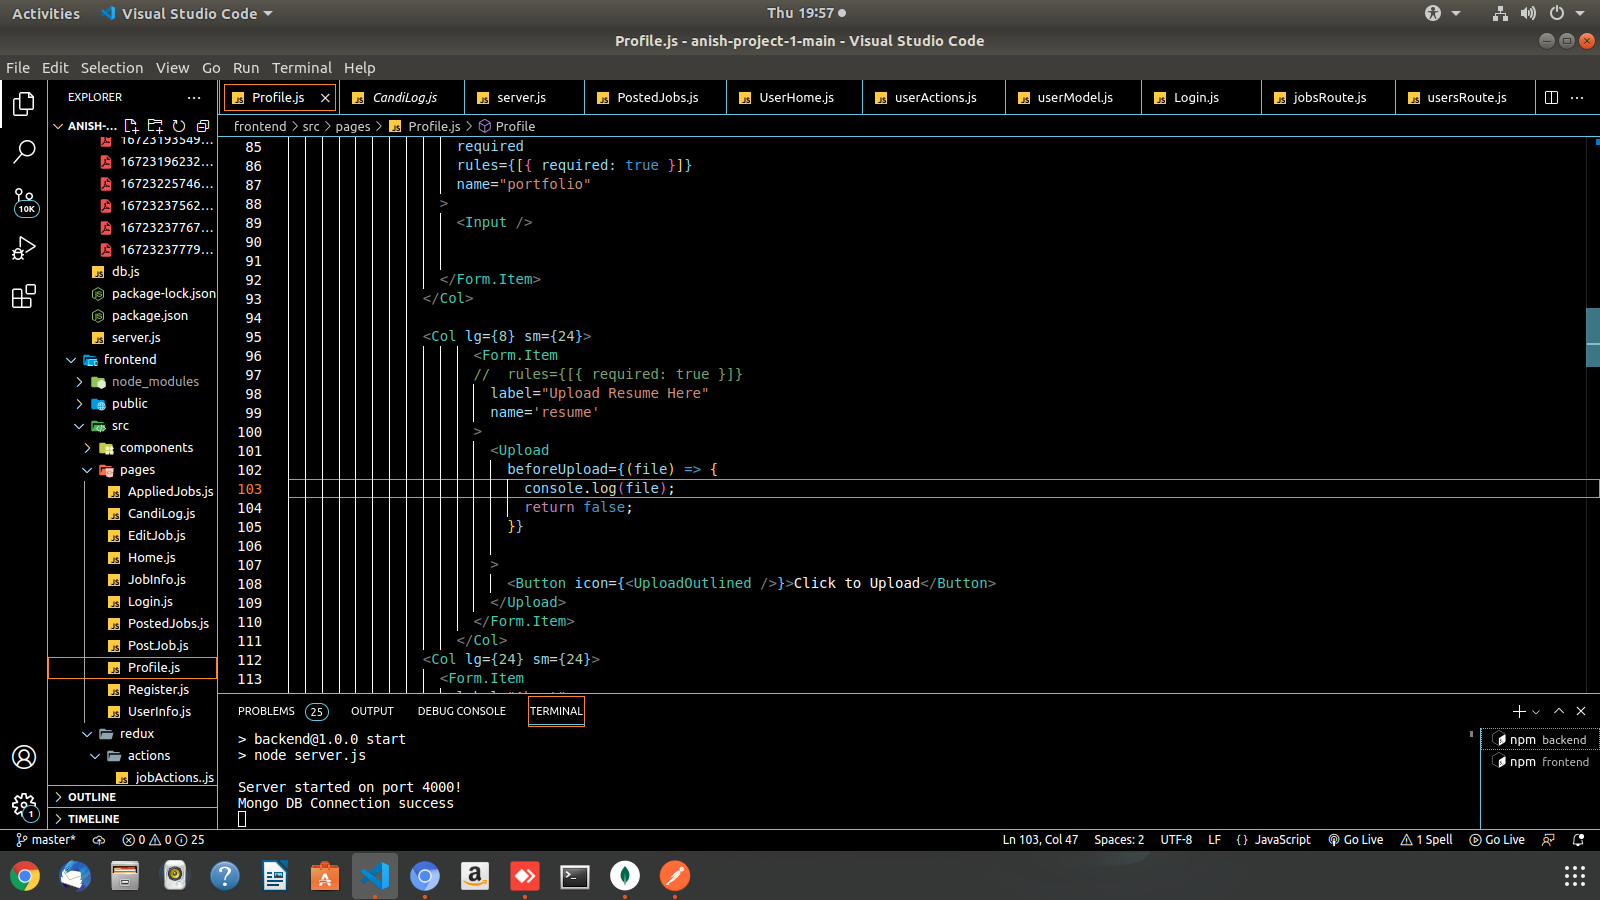 Activities Visual Studio Code Thu 19:57
Profile.js - anish-project-1-main - Visual Studio Code
File Edit Selection View Go Run Terminal Help
EXPLORER ··· Profile.js CandiLog.js server.js PostedJobs.js UserHome.js userActions.js userModel.js Login.js jobsRoute.js usersRoute.js ···
ANISH-... frontend > src > pages > Profile.js > Profile
16723193549...
16723196232...
16723225746...
16723237562...
16723237767...
16723237779...
db.js
package-lock.json
package.json
server.js
frontend
node_modules
public
src
components
pages
AppliedJobs.js
CandiLog.js
EditJob.js
Home.js
JobInfo.js
Login.js
PostedJobs.js
PostJob.js
Profile.js
Register.js
UserInfo.js
redux
actions
jobActions..js
OUTLINE
TIMELINE
10K
1
85 required
86 rules={[{ required: true }]}
87 name="portfolio"
88 >
89 <Input />
90
91
92 </Form.Item>
93 </Col>
94
95 <Col lg={8} sm={24}>
96 <Form.Item
97 // rules={[{ required: true }]}
98 label="Upload Resume Here"
99 name='resume'
100 >
101 <Upload
102 beforeUpload={(file) => {
103 console.log(file);
104 return false;
105 }}
106
107 >
108 <Button icon={<UploadOutlined />}>Click to Upload</Button>
109 </Upload>
110 </Form.Item>
111 </Col>
112 <Col lg={24} sm={24}>
113 <Form.Item
PROBLEMS 25 OUTPUT DEBUG CONSOLE TERMINAL
> backend@1.0.0 start
> node server.js
Server started on port 4000!
Mongo DB Connection success
npm backend
npm frontend
master* 0 0 25 Ln 103, Col 47 Spaces: 2 UTF-8 LF {} JavaScript Go Live 1 Spell Go Live